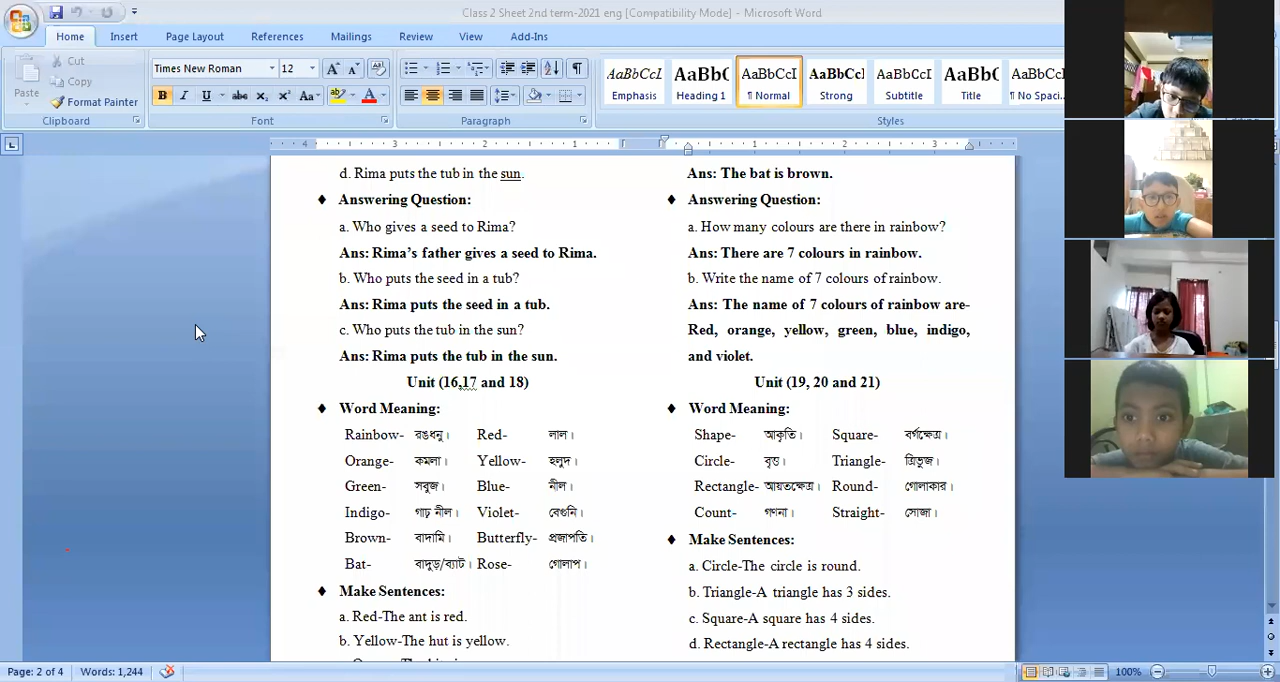 Class 2 Sheet 2nd term-2021 eng [Compatibility Mode] - Microsoft Word
Home Insert Page Layout References Mailings Review View Add-Ins
Cut
Copy
Format Painter
Paste
Clipboard
Times New Roman 12
Font
Paragraph
AaBbCcI AaBbC AaBbCcI AaBbCcl AaBbCcI AaBb( AaBbCcI
Emphasis Heading 1 ¶ Normal Strong Subtitle Title ¶ No Spaci...
Styles
d. Rima puts the tub in the sun.
Answering Question:
a. Who gives a seed to Rima?
Ans: Rima's father gives a seed to Rima.
b. Who puts the seed in a tub?
Ans: Rima puts the seed in a tub.
c. Who puts the tub in the sun?
Ans: Rima puts the tub in the sun.
Unit (16,17 and 18)
Word Meaning:
Rainbow- রঙধনু। Red- লাল।
Orange- কমলা। Yellow- হলুদ।
Green- সবুজ। Blue- নীল।
Indigo- গাঢ় নীল। Violet- বেগুনি।
Brown- বাদামি। Butterfly- প্রজাপতি।
Bat- বাদুড়/ব্যাট। Rose- গোলাপ।
Make Sentences:
a. Red-The ant is red.
b. Yellow-The hut is yellow.
Ans: The bat is brown.
Answering Question:
a. How many colours are there in rainbow?
Ans: There are 7 colours in rainbow.
b. Write the name of 7 colours of rainbow.
Ans: The name of 7 colours of rainbow are-
Red, orange, yellow, green, blue, indigo,
and violet.
Unit (19, 20 and 21)
Word Meaning:
Shape- আকৃতি। Square- বর্গক্ষেত্র।
Circle- বৃত্ত। Triangle- ত্রিভুজ।
Rectangle- আয়তক্ষেত্র। Round- গোলাকার।
Count- গণনা। Straight- সোজা।
Make Sentences:
a. Circle-The circle is round.
b. Triangle-A triangle has 3 sides.
c. Square-A square has 4 sides.
d. Rectangle-A rectangle has 4 sides.
Page: 2 of 4 Words: 1,244 100%